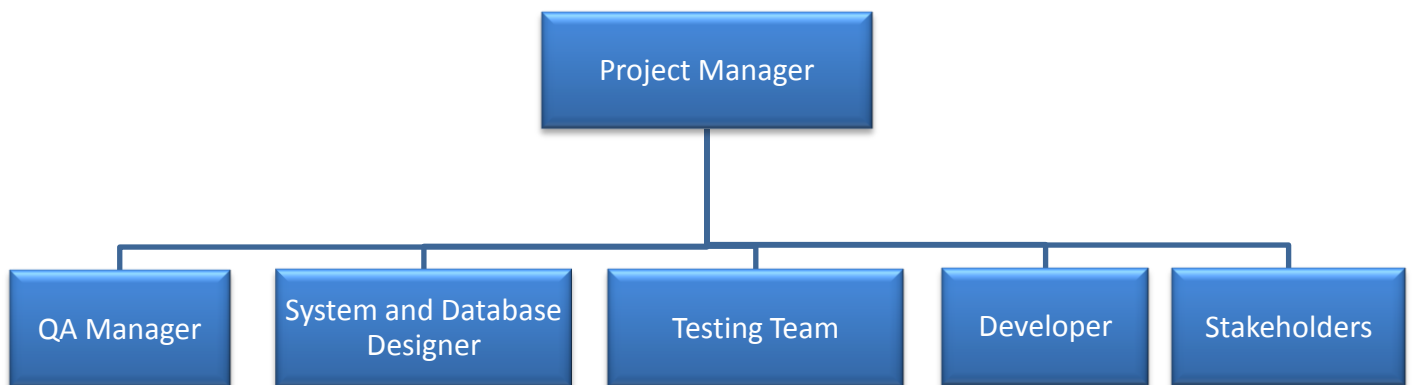 Project Manager
QA Manager
System and Database
Designer
Testing Team
Developer
Stakeholders